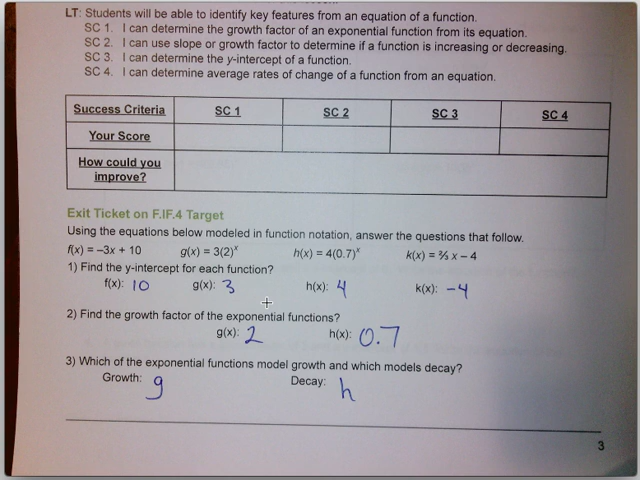 LT: Students will be able to identify key features from an equation of a function.
SC 1. I can determine the growth factor of an exponential function from its equation.
SC 2. I can use slope or growth factor to determine if a function is increasing or decreasing.
SC 3. I can determine the y-intercept of a function.
SC 4. I can determine average rates of change of a function from an equation.
Success Criteria SC 1 SC 2 SC 3 SC 4
Your Score
How could you
improve?
Exit Ticket on F.IF.4 Target
Using the equations below modeled in function notation, answer the questions that follow.
f(x) = –3x + 10 g(x) = 3(2)ˣ h(x) = 4(0.7)ˣ k(x) = ⅔ x – 4
1) Find the y-intercept for each function?
f(x): 10 g(x): 3 h(x): 4 k(x): -4
2) Find the growth factor of the exponential functions?
g(x): 2 h(x): 0.7
3) Which of the exponential functions model growth and which models decay?
Growth: g Decay: h
3